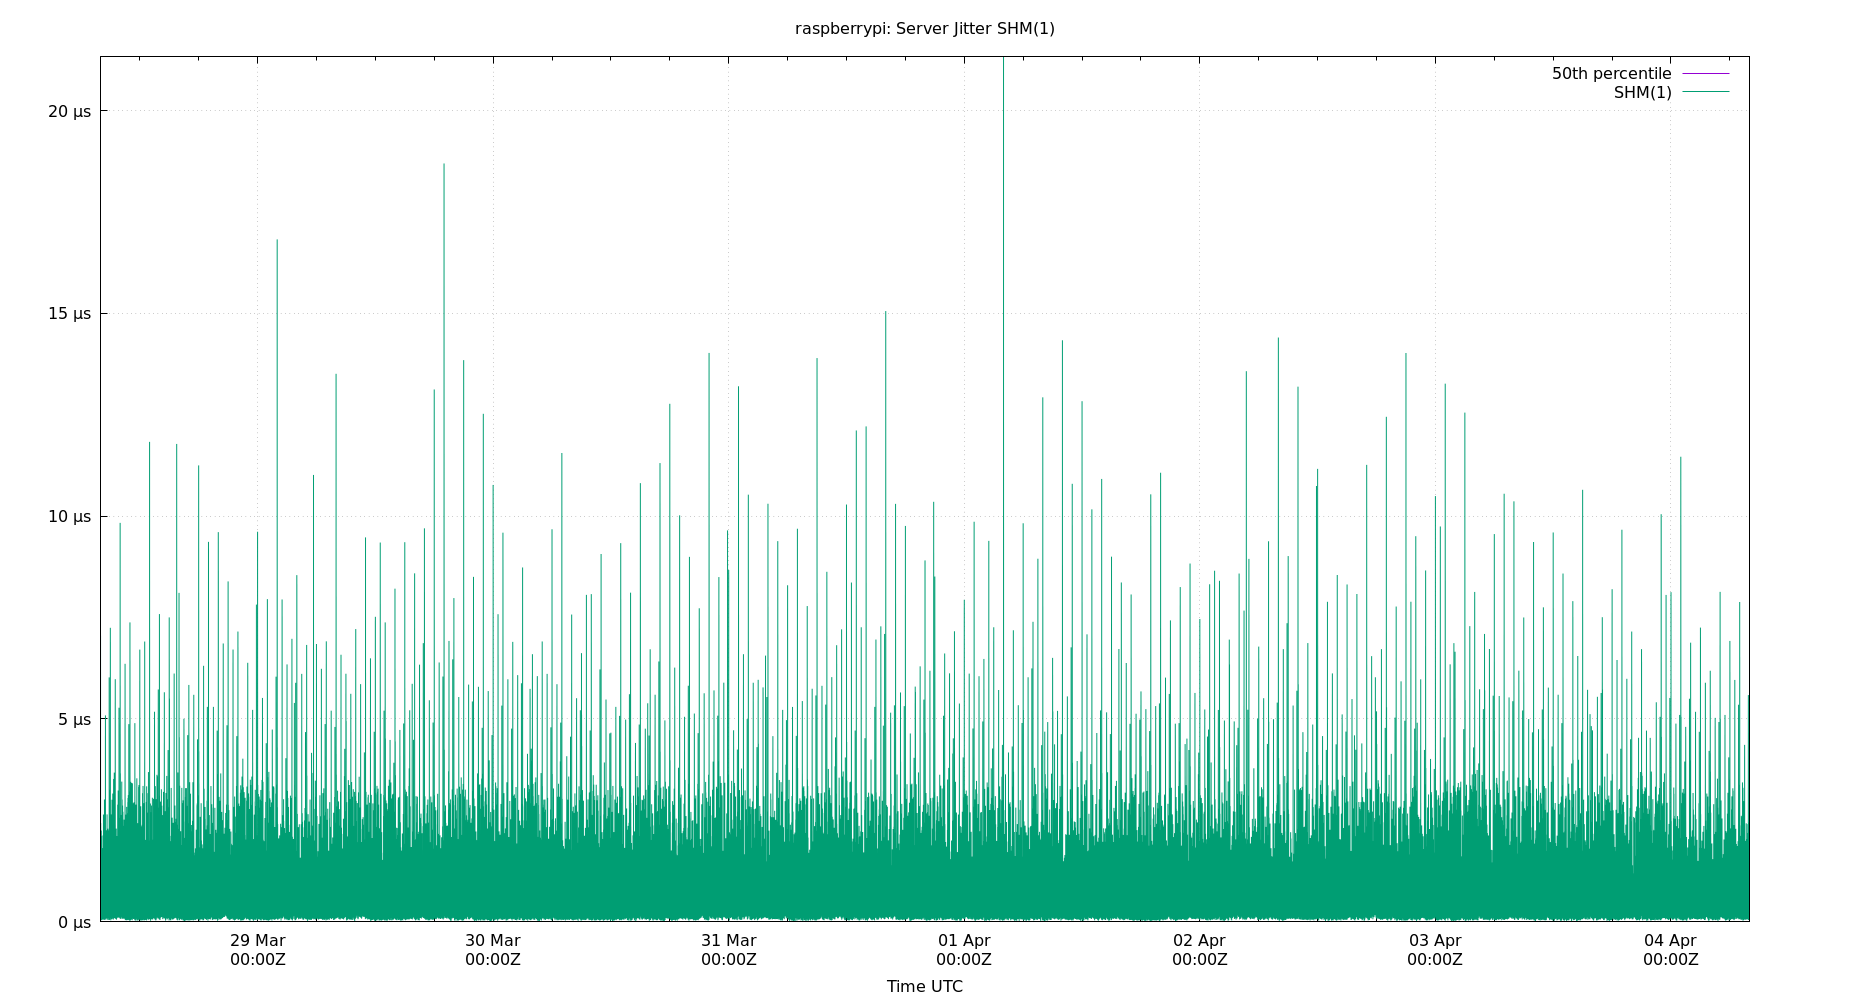 raspberrypi: Server Jitter SHM(1)
50th percentile
SHM(1)
20 µs
15 µs
10 µs
5 µs
0 µs
29 Mar 30 Mar 31 Mar 01 Apr 02 Apr 03 Apr 04 Apr
00:00Z 00:00Z 00:00Z 00:00Z 00:00Z 00:00Z 00:00Z
Time UTC